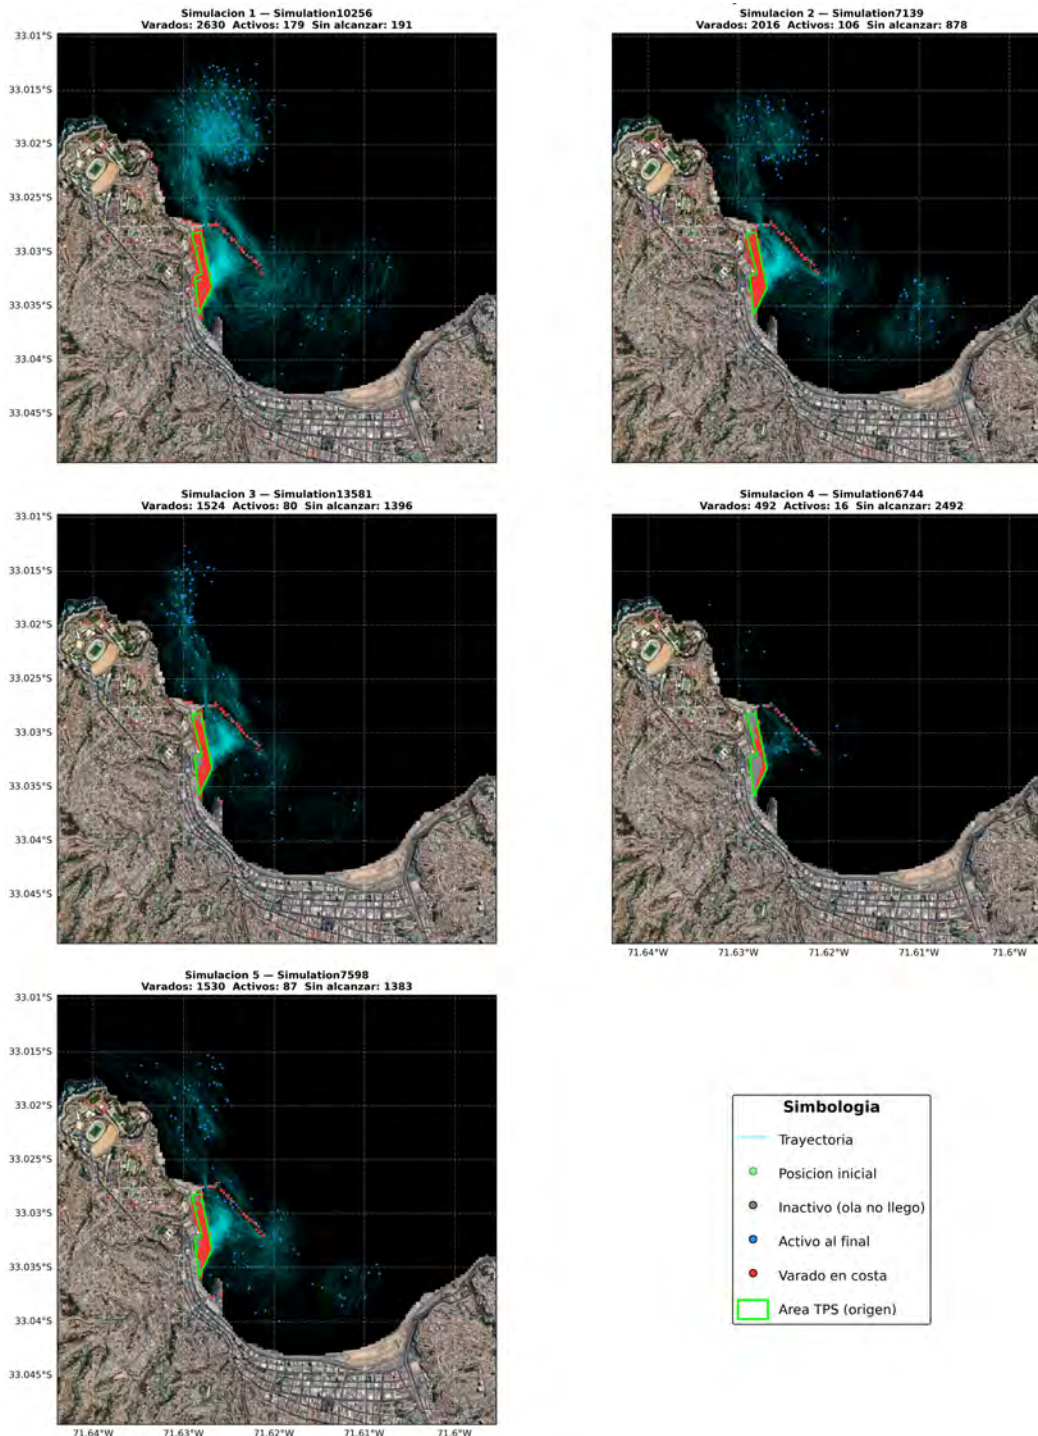 Simulacion 1 — Simulation10256
Varados: 2630 Activos: 179 Sin alcanzar: 191
33.01°S
33.015°S
33.02°S
33.025°S
33.03°S
33.035°S
33.04°S
33.045°S
Simulacion 2 — Simulation7139
Varados: 2016 Activos: 106 Sin alcanzar: 878
Simulacion 3 — Simulation13581
Varados: 1524 Activos: 80 Sin alcanzar: 1396
33.01°S
33.015°S
33.02°S
33.025°S
33.03°S
33.035°S
33.04°S
33.045°S
Simulacion 4 — Simulation6744
Varados: 492 Activos: 16 Sin alcanzar: 2492
71.64°W 71.63°W 71.62°W 71.61°W 71.6°W
Simulacion 5 — Simulation7598
Varados: 1530 Activos: 87 Sin alcanzar: 1383
33.01°S
33.015°S
33.02°S
33.025°S
33.03°S
33.035°S
33.04°S
33.045°S
71.64°W 71.63°W 71.62°W 71.61°W 71.6°W
Simbologia
Trayectoria
Posicion inicial
Inactivo (ola no llego)
Activo al final
Varado en costa
Area TPS (origen)